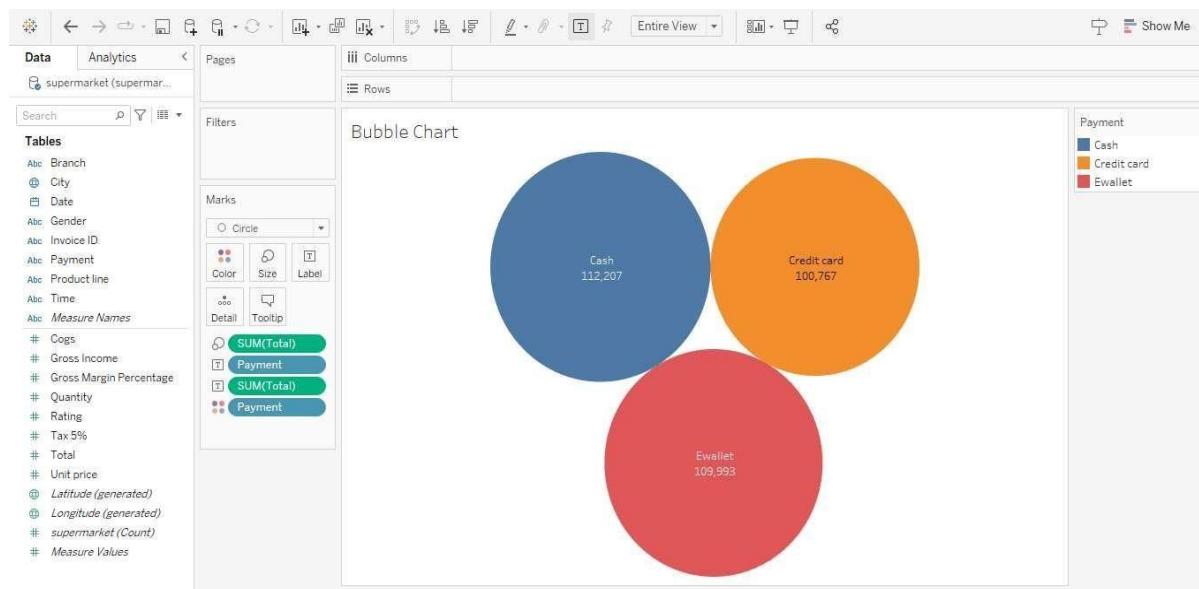 Entire View
Show Me
Data
Analytics
supermarket (supermar...
Search
Tables
Abc Branch
City
Date
Abc Gender
Abc Invoice ID
Abc Payment
Abc Product line
Abc Time
Abc Measure Names
# Cogs
# Gross Income
# Gross Margin Percentage
# Quantity
# Rating
# Tax 5%
# Total
# Unit price
Latitude (generated)
Longitude (generated)
# supermarket (Count)
# Measure Values
Pages
Filters
Marks
Circle
Color
Size
Label
Detail
Tooltip
SUM(Total)
Payment
SUM(Total)
Payment
Columns
Rows
Bubble Chart
Cash
112,207
Credit card
100,767
Ewallet
109,993
Payment
Cash
Credit card
Ewallet